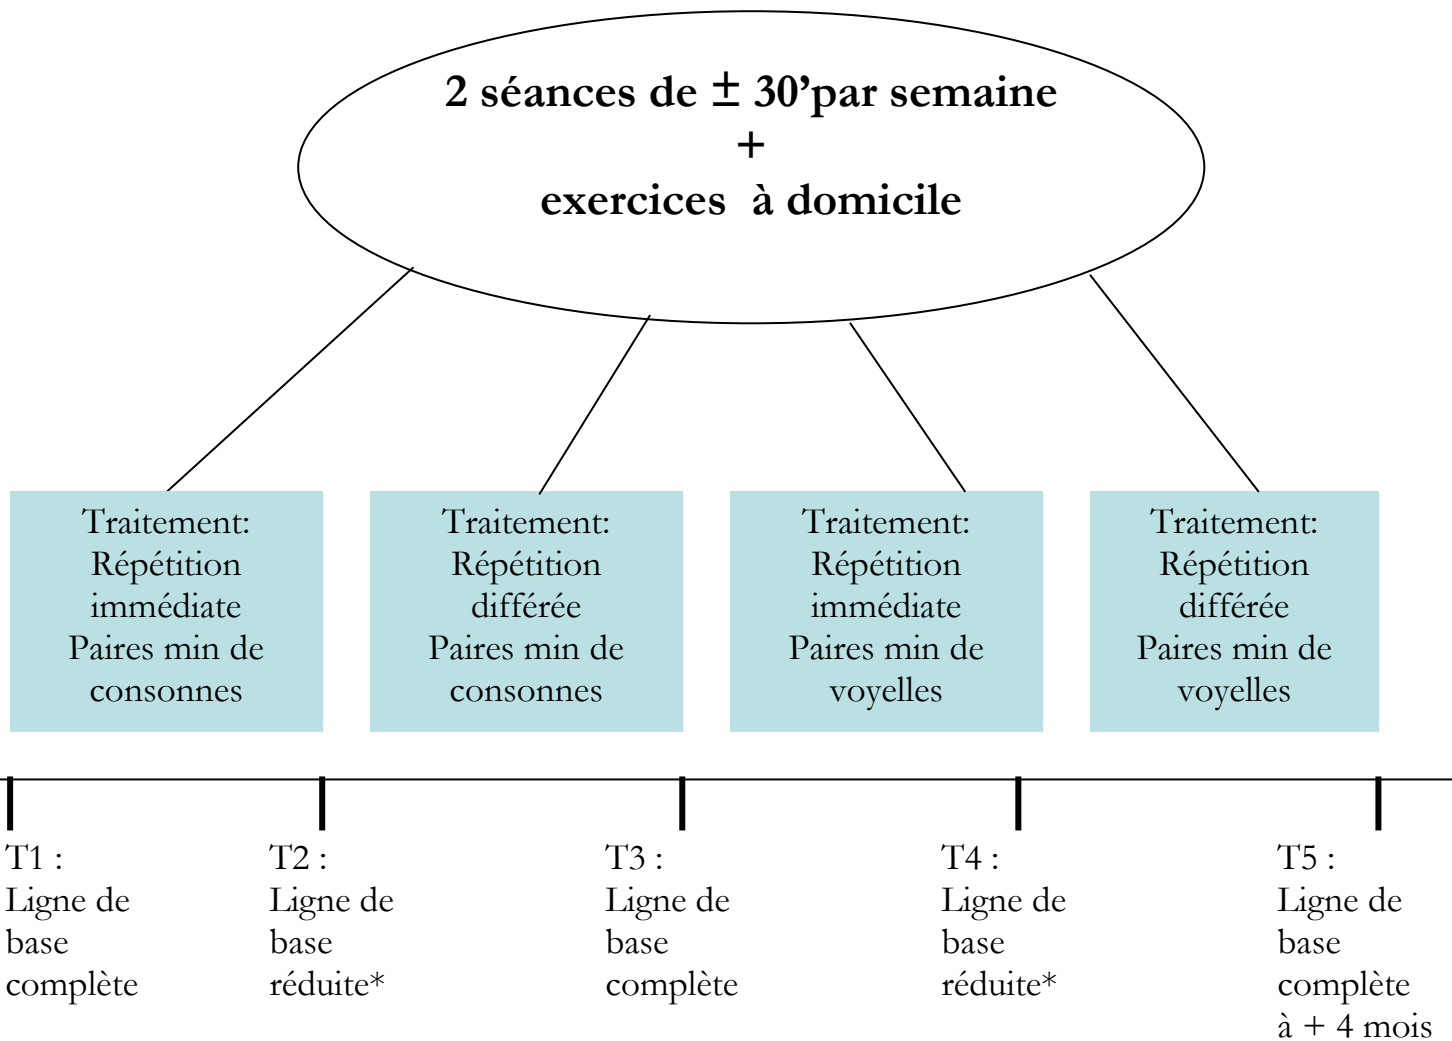 2 séances de ± 30’par semaine
+
exercices à domicile
Traitement:
Répétition
immédiate
Paires min de
consonnes
Traitement:
Répétition
différée
Paires min de
consonnes
Traitement:
Répétition
immédiate
Paires min de
voyelles
Traitement:
Répétition
différée
Paires min de
voyelles
T1 :
Ligne de
base
complète
T2 :
Ligne de
base
réduite*
T3 :
Ligne de
base
complète
T4 :
Ligne de
base
réduite*
T5 :
Ligne de
base
complète
à + 4 mois